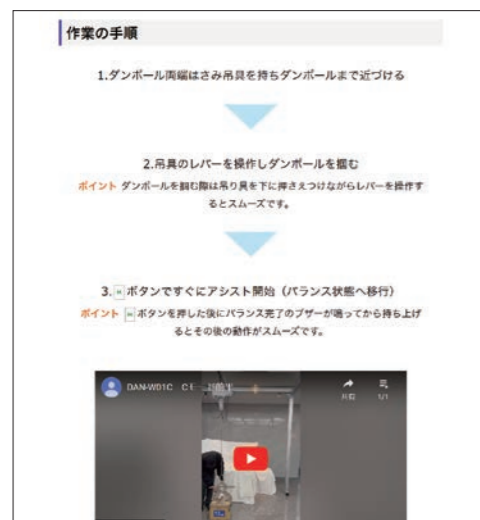 作業の手順
1.ダンボール両端はさみ吊具を持ちダンボールまで近づける
2.吊具のレバーを操作しダンボールを掴む
ポイント ダンボールを掴む際は吊り具を下に押さえつけながらレバーを操作す
るとスムーズです。
3. ボタンですぐにアシスト開始（バランス状態へ移行）
ポイント ボタンを押した後にバランス完了のブザーが鳴ってから持ち上げ
るとその後の動作がスムーズです。
DAN-W01C
共有
1/1